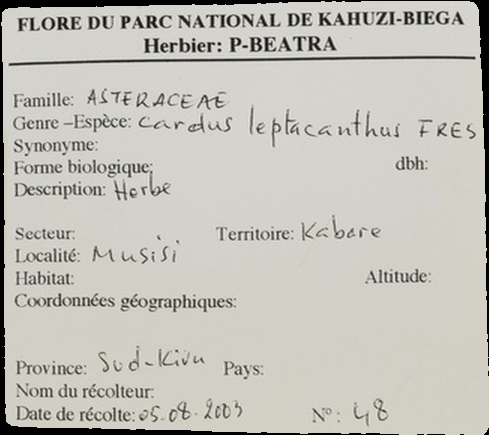 FLORE DU PARC NATIONAL DE KAHUZI-BIEGA
Herbier: P-BEATRA
Famille: ASTERACEAE
Genre –Espèce: Cardus leptacanthus FRES
Synonyme:
Forme biologique: dbh:
Description: Herbe
Secteur: Territoire: Kabare
Localité: Musisi
Habitat: Altitude:
Coordonnées géographiques:
Province: Sud-Kivu Pays:
Nom du récolteur:
Date de récolte: 05.08.2003 N°: 48